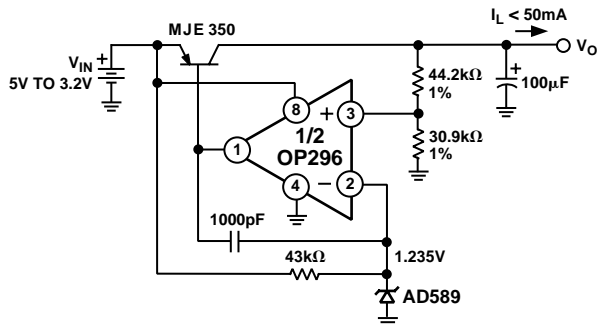 MJE 350
I_L < 50mA
V_O
V_IN
+
5V TO 3.2V
44.2kΩ
1%
+
100μF
8
+
3
1/2
OP296
30.9kΩ
1%
1
4
−
2
1000pF
43kΩ
1.235V
AD589